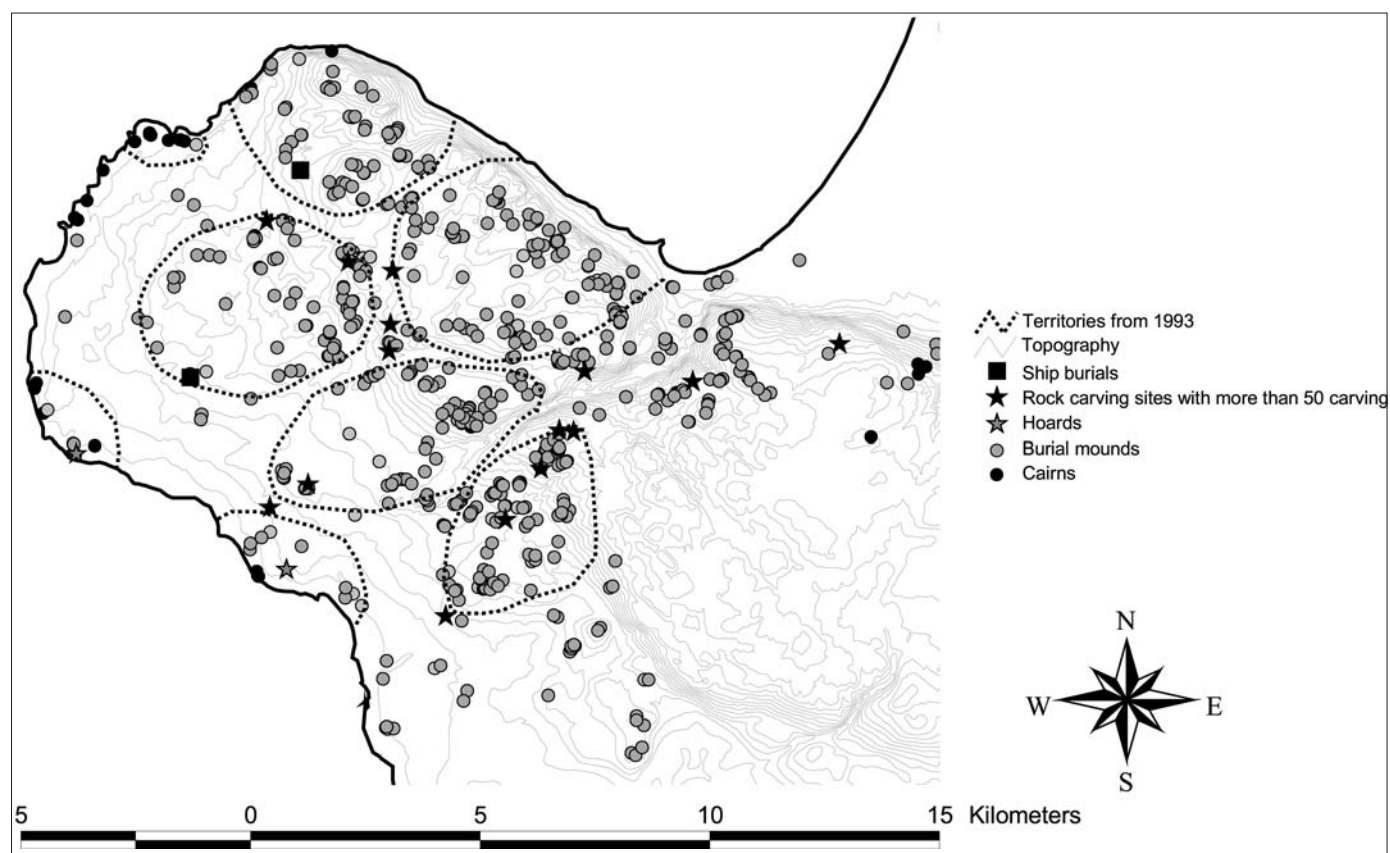 Territories from 1993
Topography
Ship burials
Rock carving sites with more than 50 carving
Hoards
Burial mounds
Cairns
N
W E
S
5 0 5 10 15 Kilometers